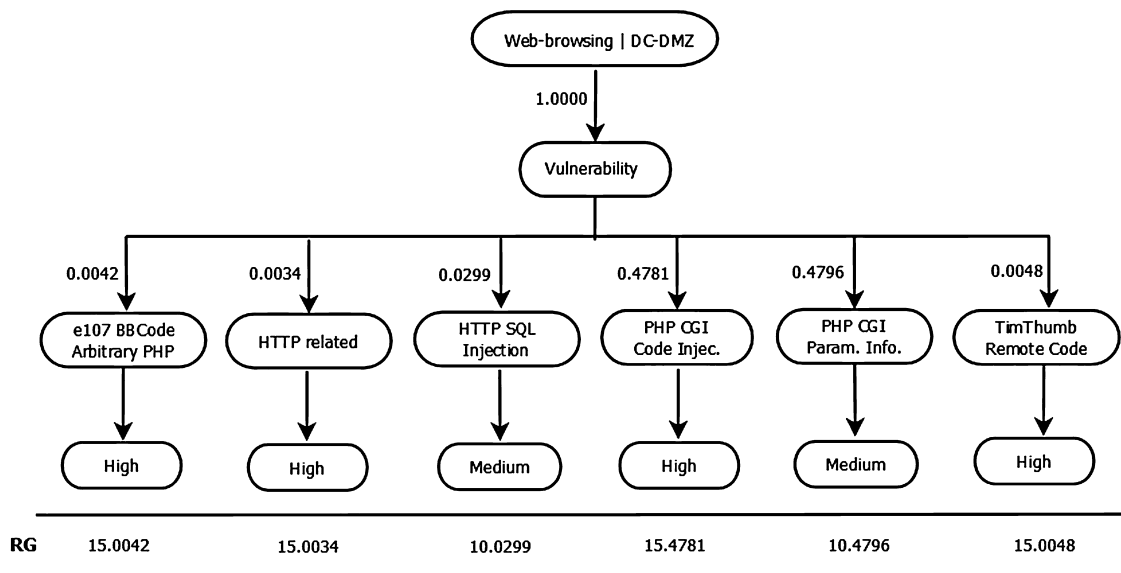 Web-browsing | DC-DMZ
1.0000
Vulnerability
0.0042
0.0034
0.0299
0.4781
0.4796
0.0048
e107 BBCode
Arbitrary PHP
HTTP related
HTTP SQL
Injection
PHP CGI
Code Injec.
PHP CGI
Param. Info.
TimThumb
Remote Code
High
High
Medium
High
Medium
High
RG 15.0042 15.0034 10.0299 15.4781 10.4796 15.0048